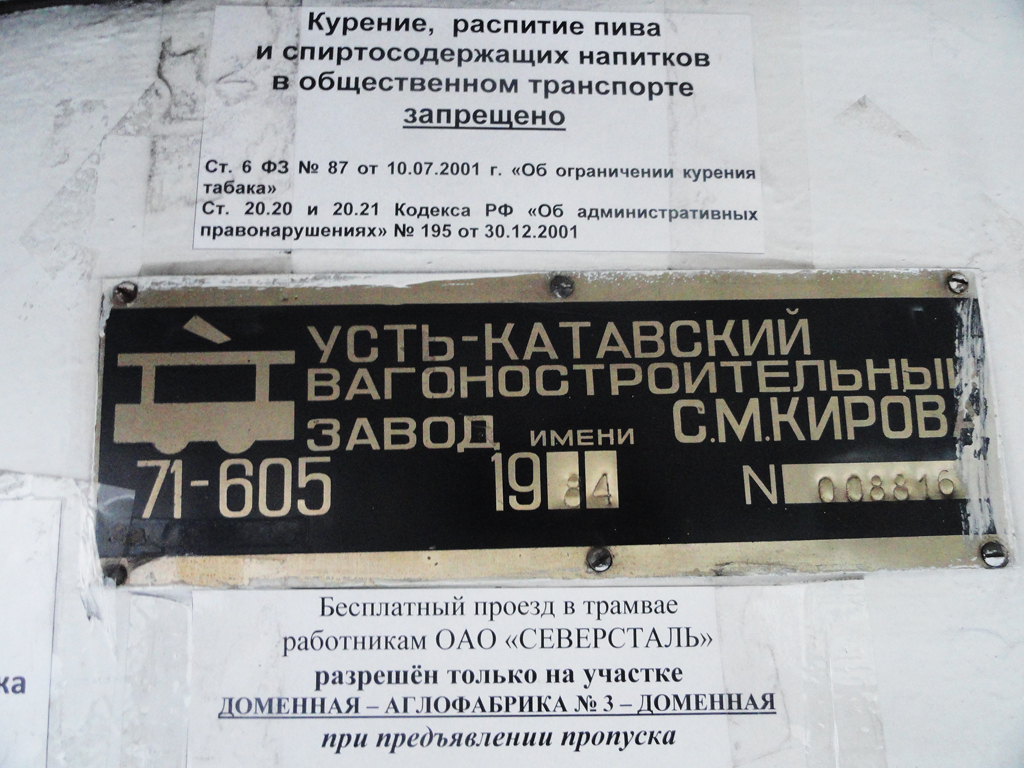 Курение, распитие пива
и спиртосодержащих напитков
в общественном транспорте
запрещено
Ст. 6 ФЗ № 87 от 10.07.2001 г. «Об ограничении курения
табака»
Ст. 20.20 и 20.21 Кодекса РФ «Об административных
правонарушениях» № 195 от 30.12.2001
УСТЬ-КАТАВСКИЙ
ВАГОНОСТРОИТЕЛЬНЫЙ
ЗАВОД ИМЕНИ С.М.КИРОВА
71-605 1984 N 008816
Бесплатный проезд в трамвае
работникам ОАО «СЕВЕРСТАЛЬ»
разрешён только на участке
ДОМЕННАЯ – АГЛОФАБРИКА № 3 – ДОМЕННАЯ
при предъявлении пропуска